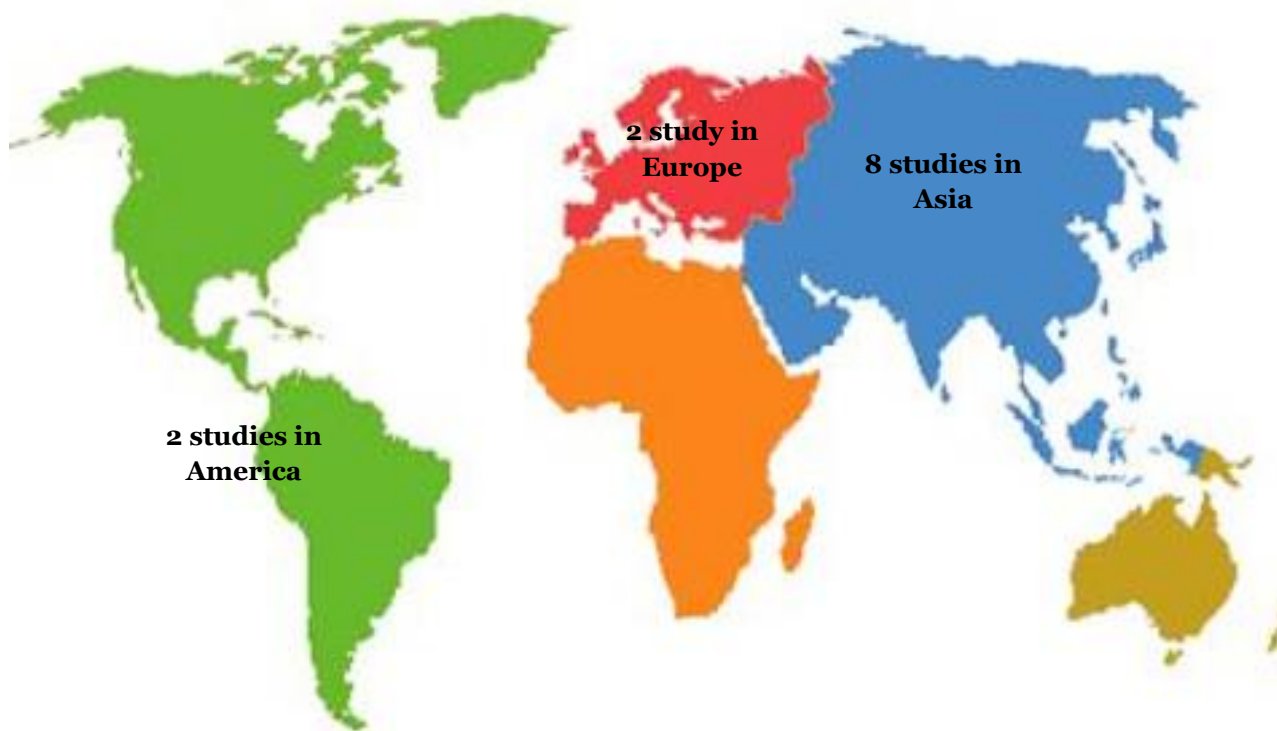 2 study in
Europe
8 studies in
Asia
2 studies in
America